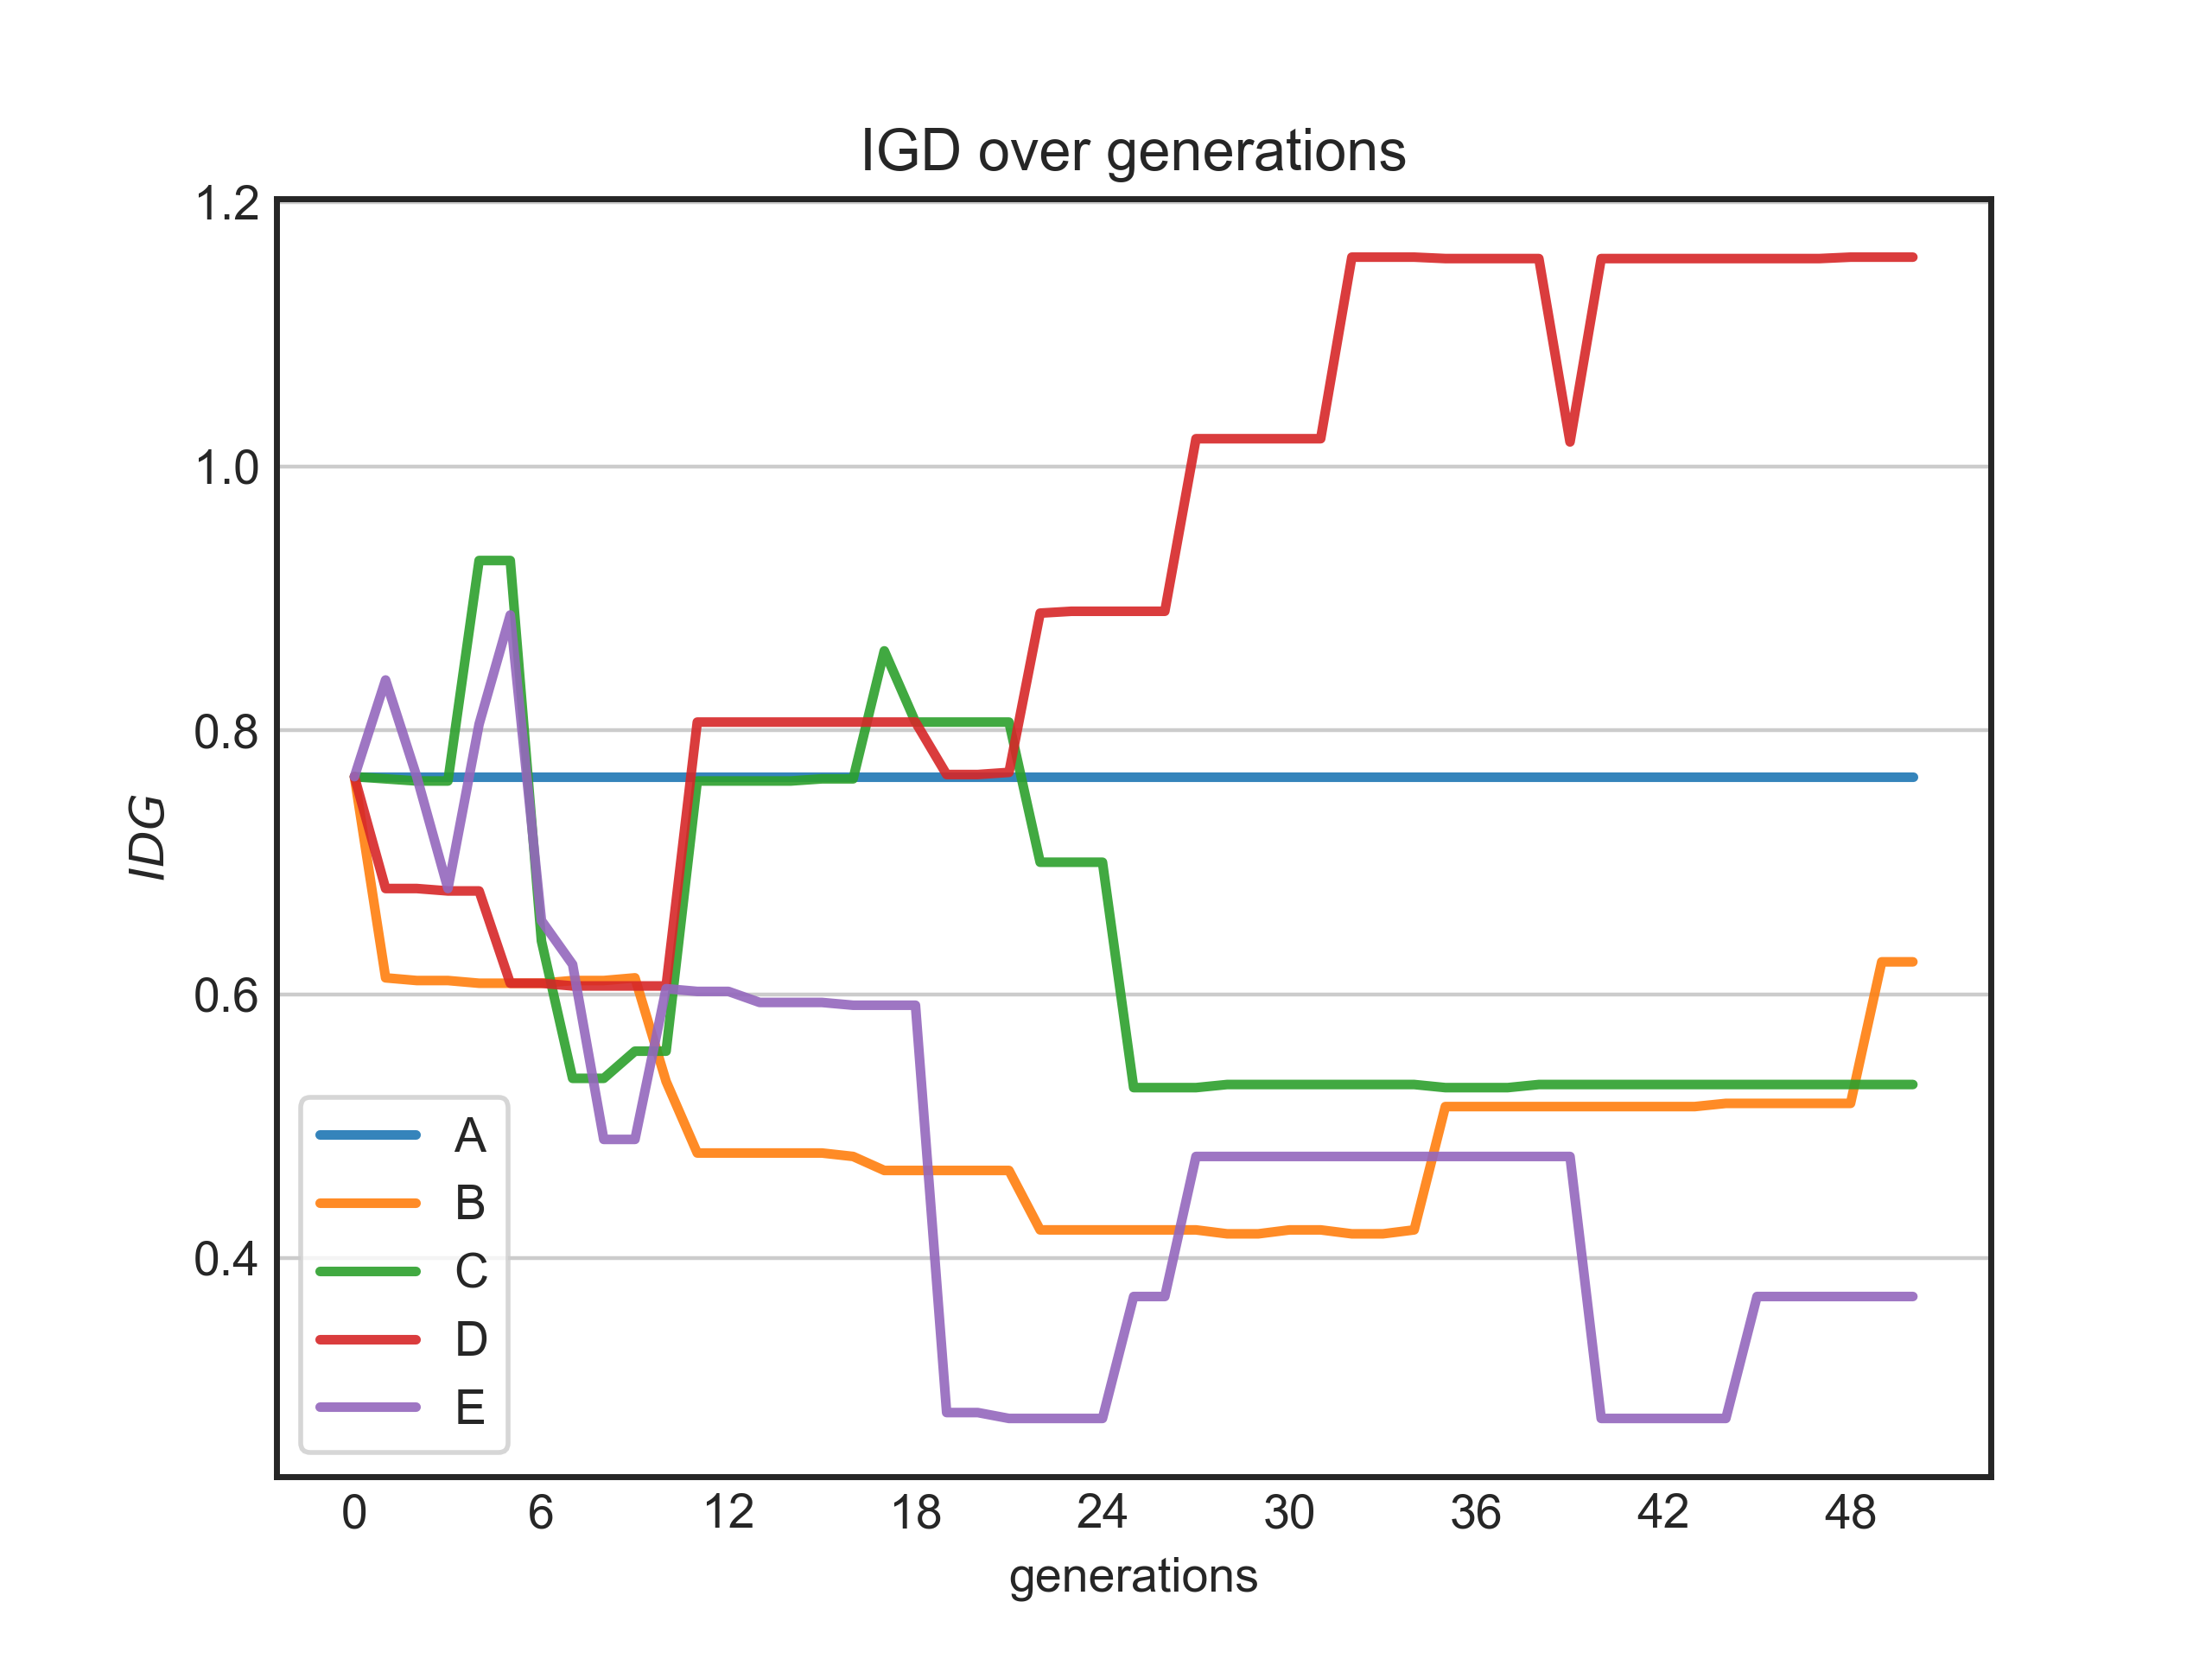 IGD over generations
1.2
1.0
0.8
0.6
0.4
IDG
A
B
C
D
E
0 6 12 18 24 30 36 42 48
generations